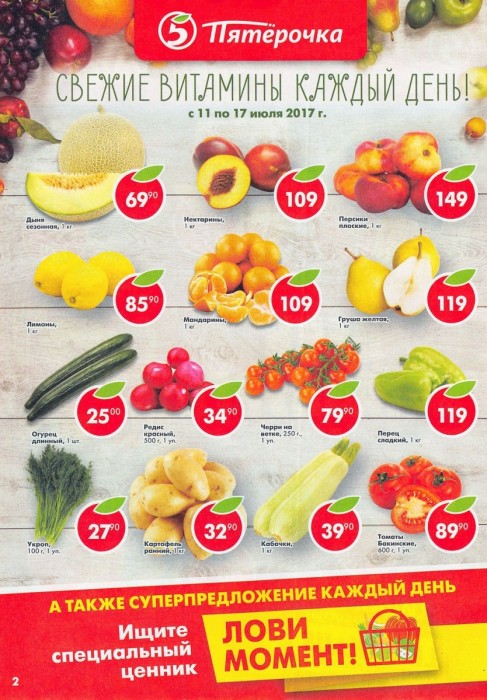 5 Пятёрочка
СВЕЖИЕ ВИТАМИНЫ КАЖДЫЙ ДЕНЬ!
с 11 по 17 июля 2017 г.
69 90
Дыня
сезонная, 1 кг
109
Нектарины,
1 кг
149
Персики
плоские, 1 кг
85 90
Лимоны,
1 кг
109
Мандарины,
1 кг
119
Груша желтая,
1 кг
25 00
Огурец
длинный, 1 шт.
34 90
Редис
красный,
500 г, 1 уп.
79 90
Черри на
ветке, 250 г.,
1 уп.
119
Перец
сладкий, 1 кг
27 90
Укроп,
100 г, 1 уп.
32 90
Картофель
ранний, 1 кг
39 90
Кабачки,
1 кг
89 90
Томаты
Бакинские,
600 г, 1 уп.
А ТАКЖЕ СУПЕРПРЕДЛОЖЕНИЕ КАЖДЫЙ ДЕНЬ
Ищите
специальный
ценник
ЛОВИ
МОМЕНТ!
2